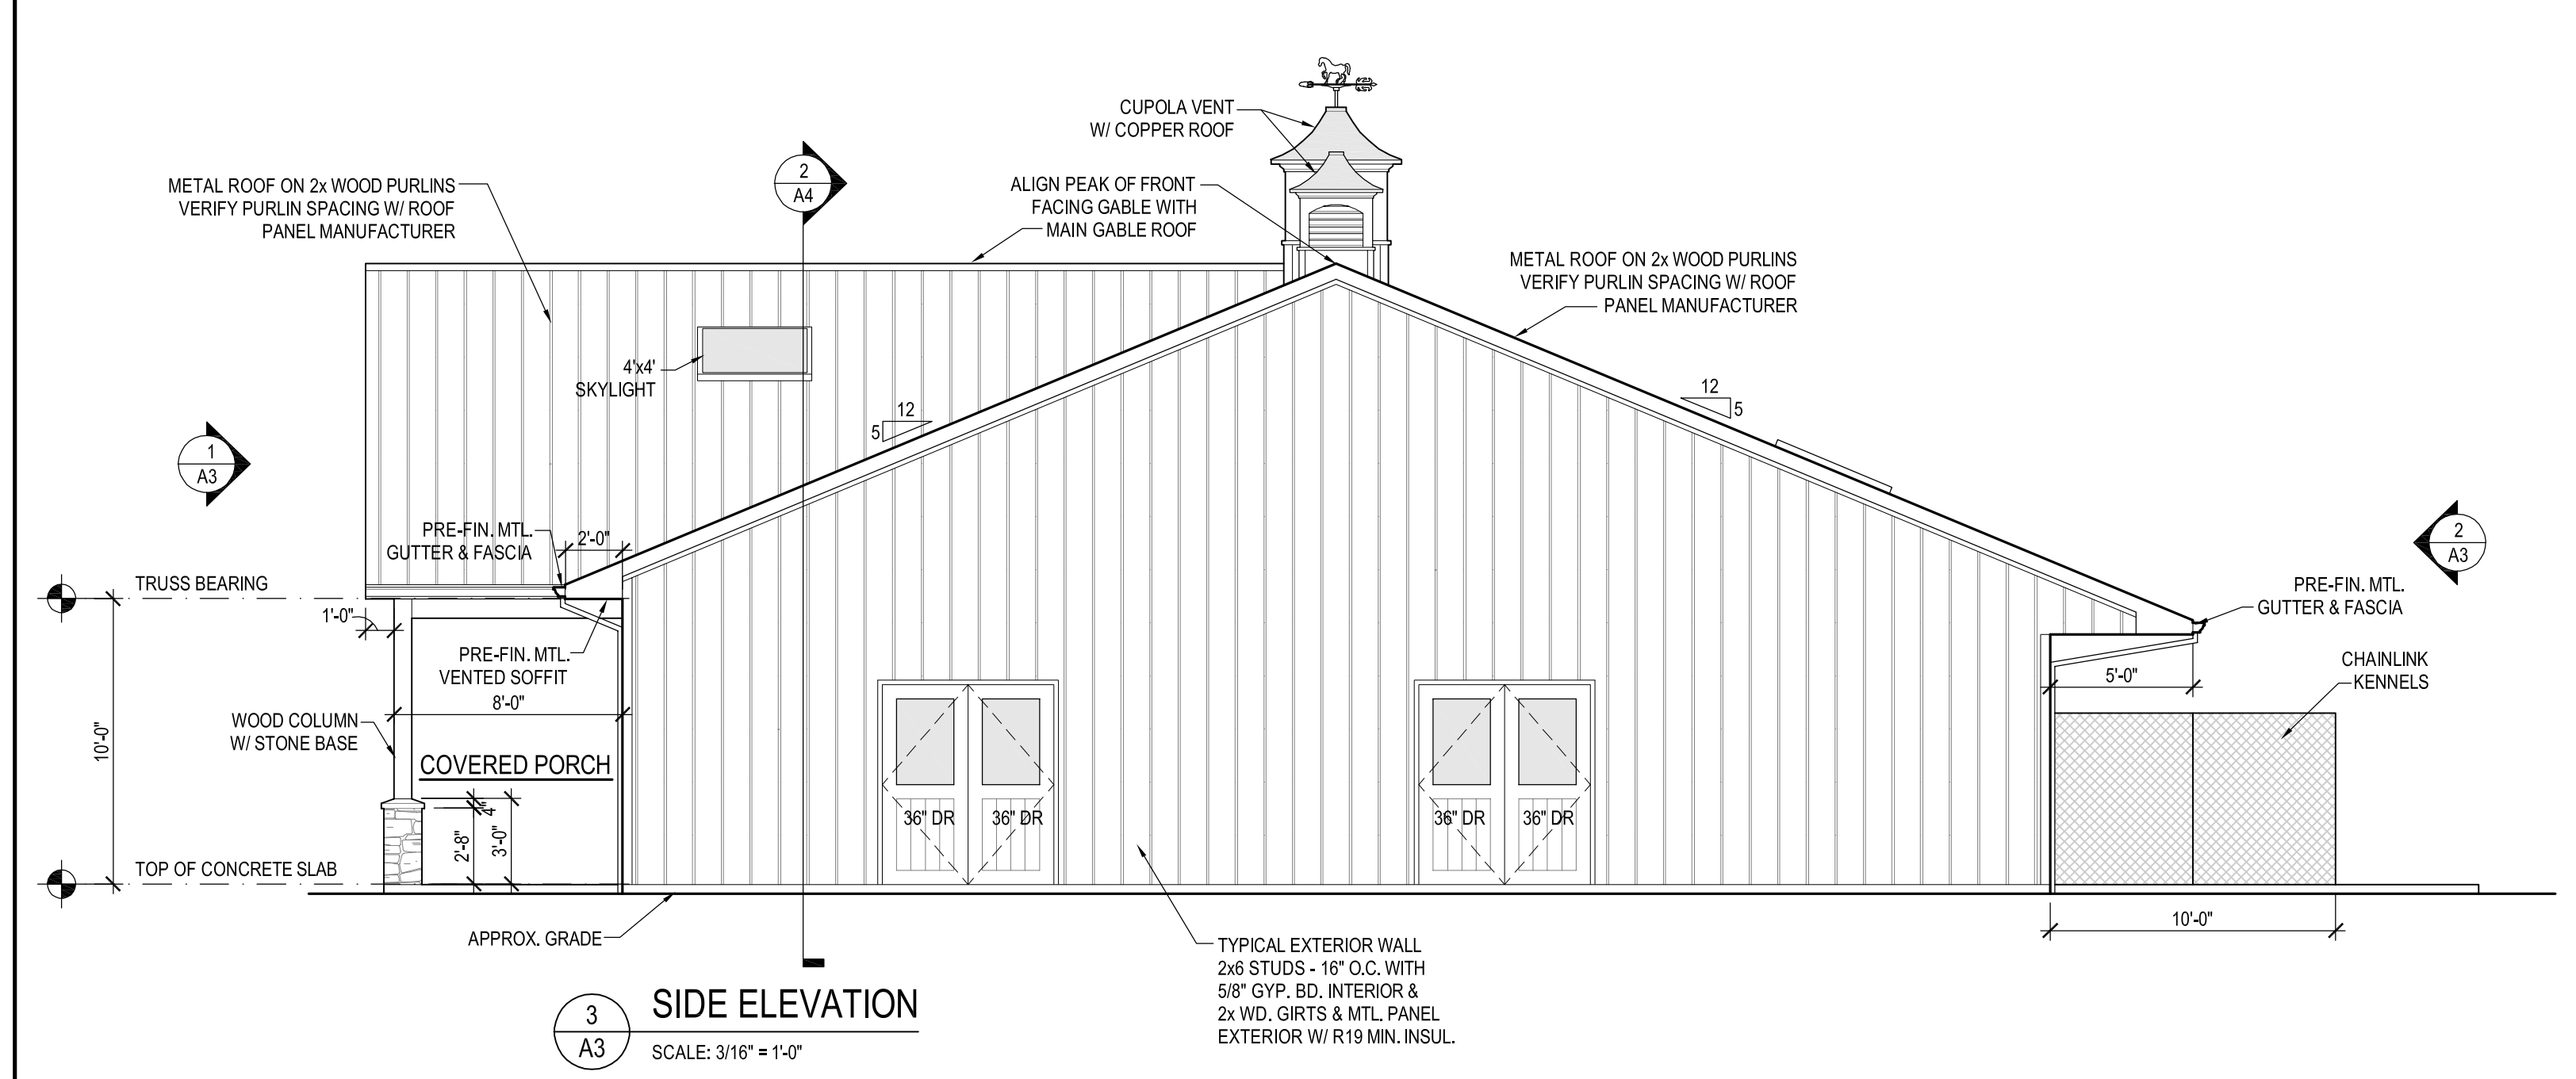 CUPOLA VENT
W/ COPPER ROOF
2
A4
METAL ROOF ON 2x WOOD PURLINS
VERIFY PURLIN SPACING W/ ROOF
PANEL MANUFACTURER
ALIGN PEAK OF FRONT
FACING GABLE WITH
MAIN GABLE ROOF
METAL ROOF ON 2x WOOD PURLINS
VERIFY PURLIN SPACING W/ ROOF
PANEL MANUFACTURER
4'x4'
SKYLIGHT
12
5
12
5
1
A3
2
A3
PRE-FIN. MTL.
GUTTER & FASCIA
2'-0"
TRUSS BEARING
1'-0"
PRE-FIN. MTL.
GUTTER & FASCIA
PRE-FIN. MTL.
VENTED SOFFIT
8'-0"
5'-0"
CHAINLINK
KENNELS
WOOD COLUMN
W/ STONE BASE
10'-0"
COVERED PORCH
4"
2'-8"
3'-0"
36" DR
36" DR
36" DR
36" DR
TOP OF CONCRETE SLAB
APPROX. GRADE
10'-0"
TYPICAL EXTERIOR WALL
2x6 STUDS - 16" O.C. WITH
5/8" GYP. BD. INTERIOR &
2x WD. GIRTS & MTL. PANEL
EXTERIOR W/ R19 MIN. INSUL.
3
A3
SIDE ELEVATION
SCALE: 3/16" = 1'-0"